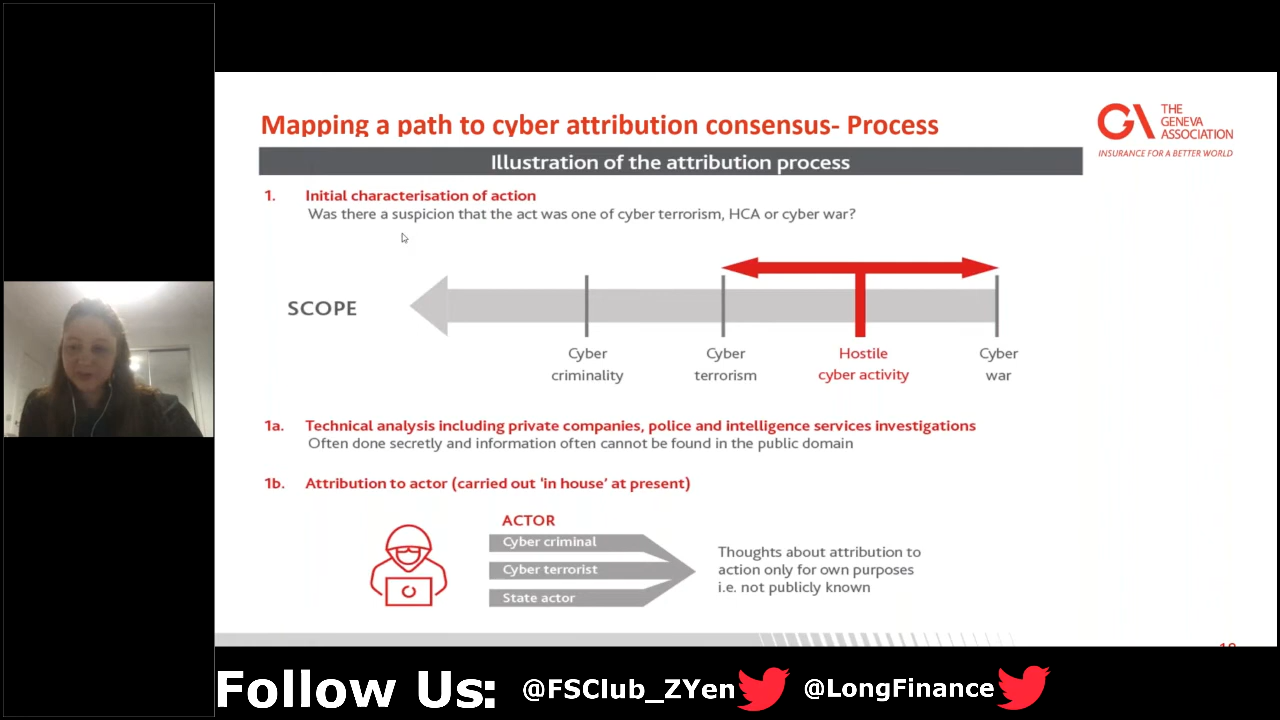 Mapping a path to cyber attribution consensus- Process
THE
GENEVA
ASSOCIATION
INSURANCE FOR A BETTER WORLD
Illustration of the attribution process
1. Initial characterisation of action
Was there a suspicion that the act was one of cyber terrorism, HCA or cyber war?
SCOPE
Cyber
criminality
Cyber
terrorism
Hostile
cyber activity
Cyber
war
1a. Technical analysis including private companies, police and intelligence services investigations
Often done secretly and information often cannot be found in the public domain
1b. Attribution to actor (carried out ‘in house’ at present)
ACTOR
Cyber criminal
Cyber terrorist
State actor
Thoughts about attribution to
action only for own purposes
i.e. not publicly known
Follow Us: @FSClub_ZYen @LongFinance